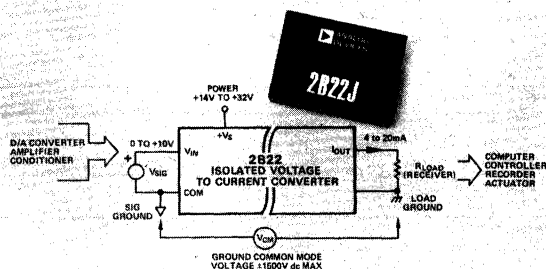 ANALOG
DEVICES
2B22J
POWER
+14V TO +32V
D/A CONVERTER
AMPLIFIER
CONDITIONER
0 TO +10V
+
VSIG
SIG
GROUND
VIN
COM
+VS
2B22
ISOLATED VOLTAGE
TO CURRENT CONVERTER
IOUT
4 to 20mA
RLOAD
(RECEIVER)
LOAD
GROUND
COMPUTER
CONTROLLER
RECORDER
ACTUATOR
VCM
GROUND COMMON MODE
VOLTAGE ±1500V dc MAX